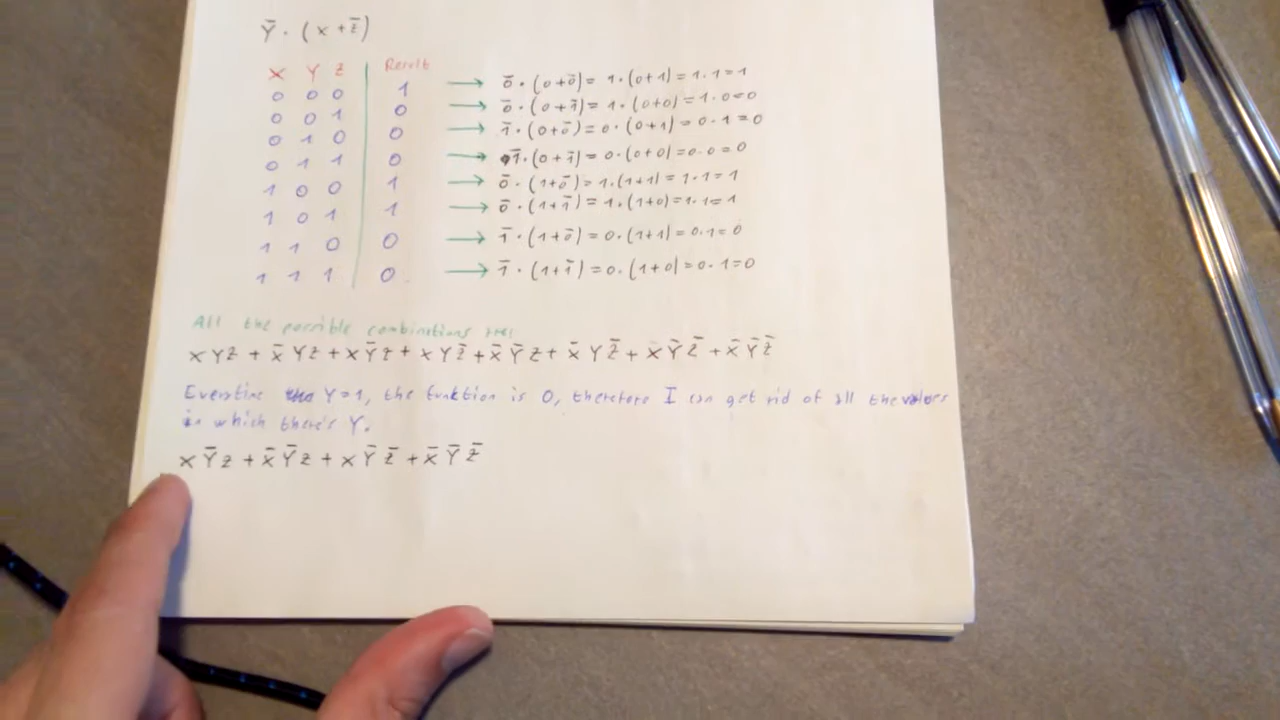 Ȳ · (x + z̄)
X Y Z Result
0 0 0 1 → 0̄ · (0+0̄) = 1·(0+1) = 1·1=1
0 0 1 0 → 0̄ · (0+1̄) = 1·(0+0) = 1·0=0
0 1 0 0 → 1̄ · (0+0̄) = 0·(0+1) = 0·1=0
0 1 1 0 → 1̄ · (0+1̄) = 0·(0+0) = 0·0=0
1 0 0 1 → 0̄ · (1+0̄) = 1·(1+1) = 1·1=1
1 0 1 1 → 0̄ · (1+1̄) = 1·(1+0) = 1·1=1
1 1 0 0 → 1̄ · (1+0̄) = 0·(1+1) = 0·1=0
1 1 1 0 → 1̄ · (1+1̄) = 0·(1+0) = 0·1=0
All the possible combinations are:
xYz + x̄Yz + xȲz + xYz̄ + x̄Ȳz + x̄Yz̄ + xȲz̄ + x̄Ȳz̄
Everytime Y=1, the funktion is 0, therefore I can get rid of all the values
in which there's Y.
xȲz + x̄Ȳz + xȲz̄ + x̄Ȳz̄